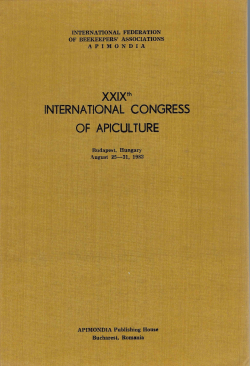 INTERNATIONAL FEDERATION
OF BEEKEEPERS' ASSOCIATIONS
APIMONDIA
XXIXth
INTERNATIONAL CONGRESS
OF APICULTURE
Budapest, Hungary
August 25—31, 1983
APIMONDIA Publishing House
Bucharest, Romania